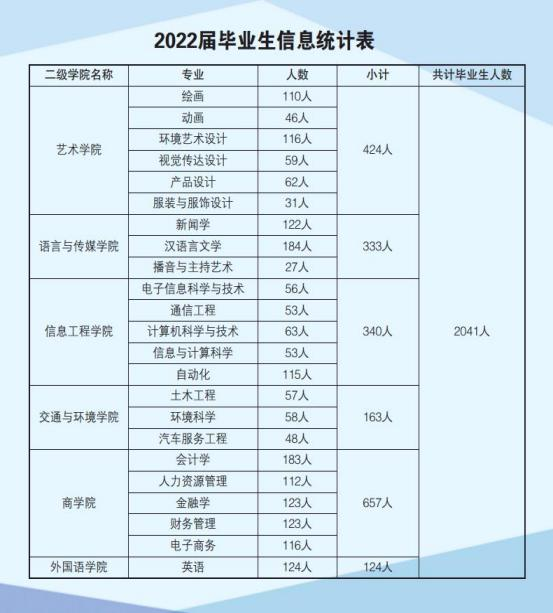 2022届毕业生信息统计表
二级学院名称 专业 人数 小计 共计毕业生人数
艺术学院 绘画 110人 424人 2041人
动画 46人
环境艺术设计 116人
视觉传达设计 59人
产品设计 62人
服装与服饰设计 31人
语言与传媒学院 新闻学 122人 333人
汉语言文学 184人
播音与主持艺术 27人
信息工程学院 电子信息科学与技术 56人 340人
通信工程 53人
计算机科学与技术 63人
信息与计算科学 53人
自动化 115人
交通与环境学院 土木工程 57人 163人
环境科学 58人
汽车服务工程 48人
商学院 会计学 183人 657人
人力资源管理 112人
金融学 123人
财务管理 123人
电子商务 116人
外国语学院 英语 124人 124人